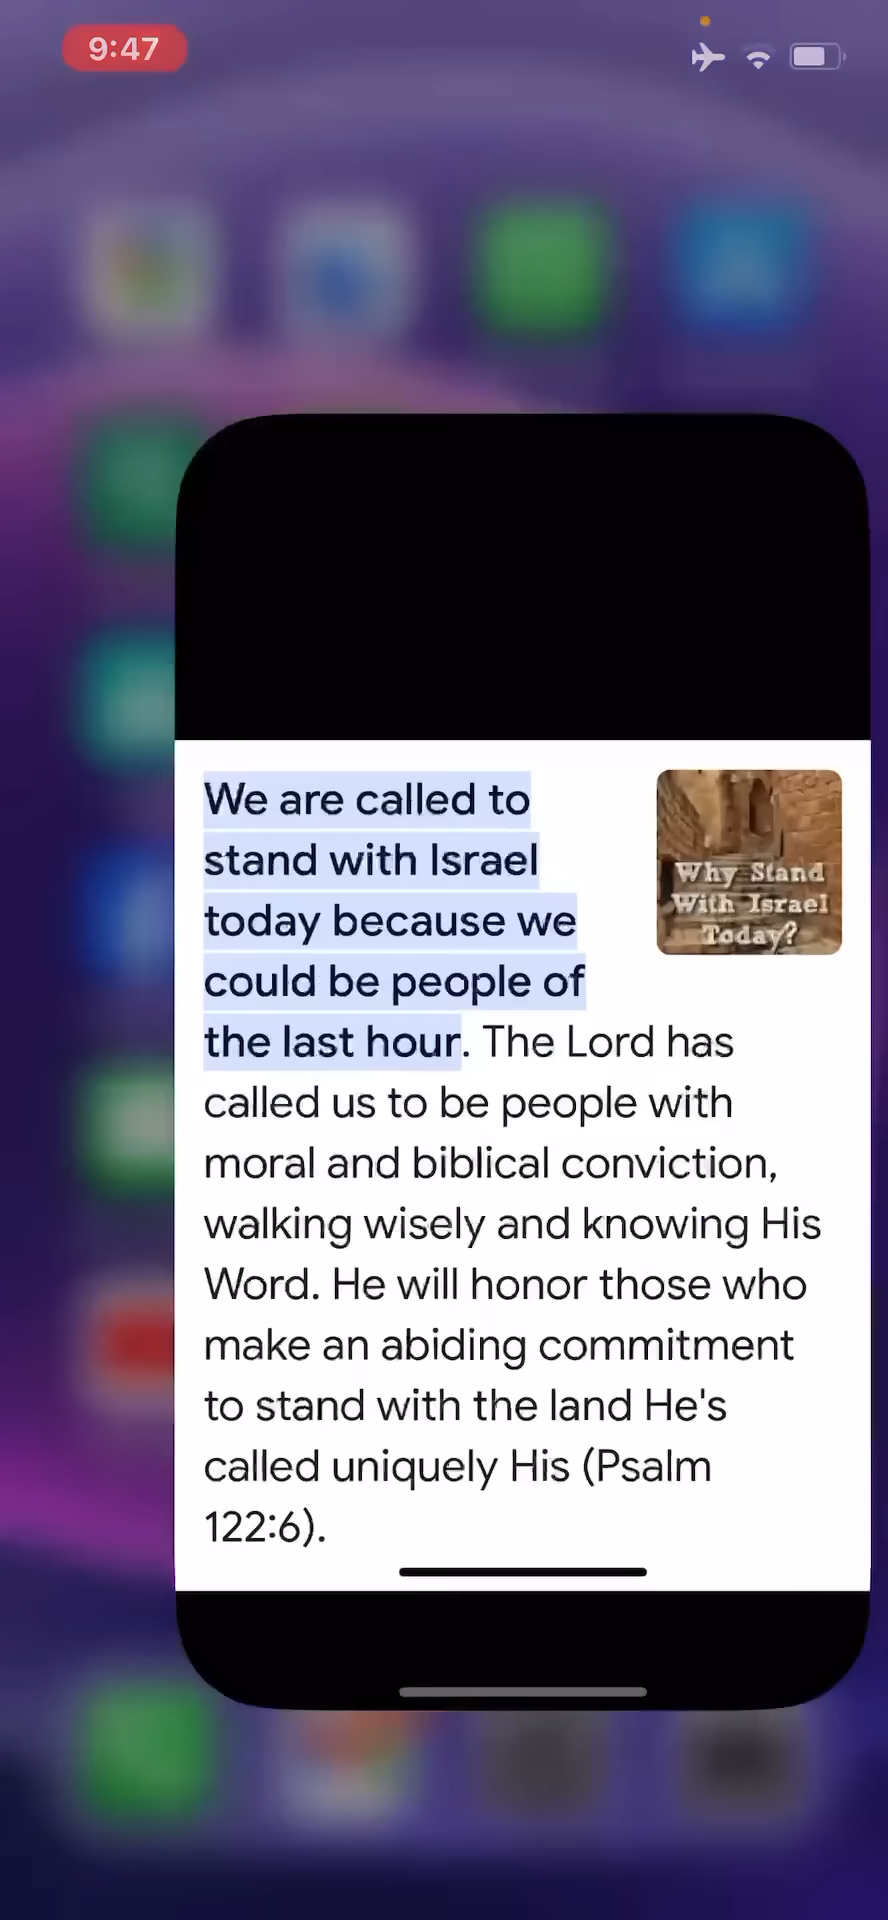 9:47
We are called to
stand with Israel
today because we
could be people of
the last hour. The Lord has
called us to be people with
moral and biblical conviction,
walking wisely and knowing His
Word. He will honor those who
make an abiding commitment
to stand with the land He's
called uniquely His (Psalm
122:6).
Why Stand
With Israel
Today?